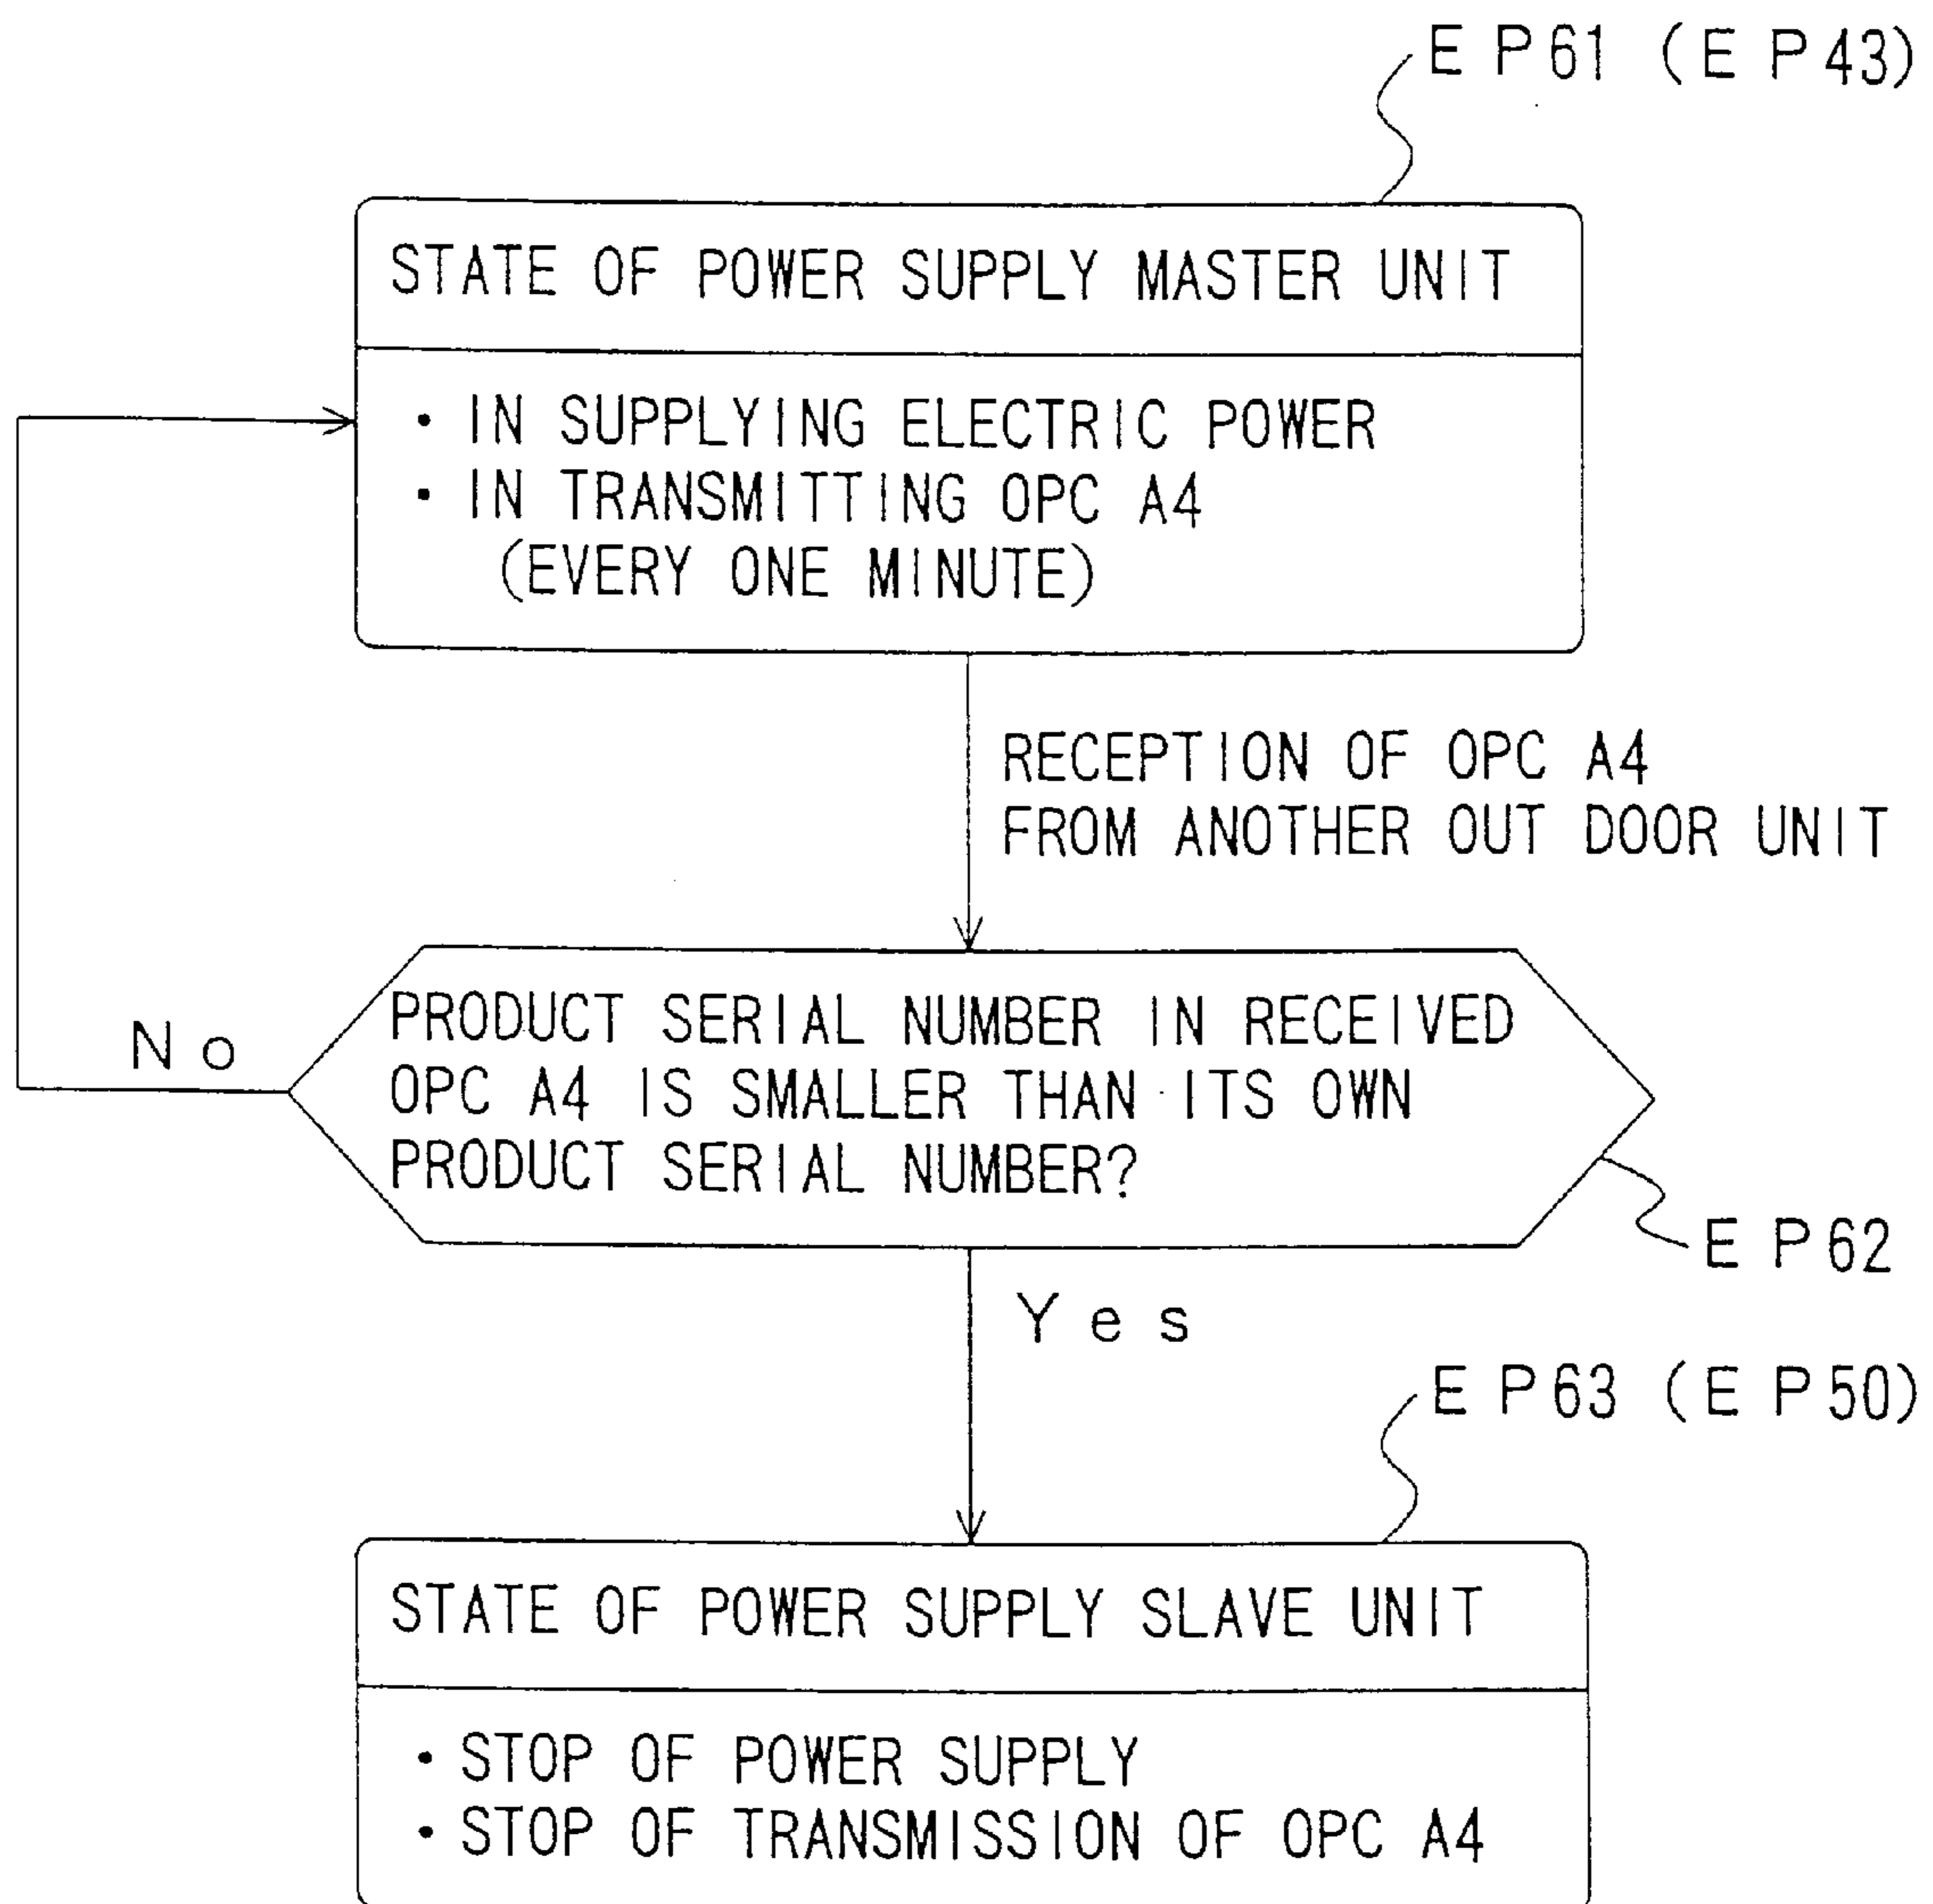 EP61 (EP43)
STATE OF POWER SUPPLY MASTER UNIT
• IN SUPPLYING ELECTRIC POWER
• IN TRANSMITTING OPC A4
(EVERY ONE MINUTE)
RECEPTION OF OPC A4
FROM ANOTHER OUT DOOR UNIT
PRODUCT SERIAL NUMBER IN RECEIVED
OPC A4 IS SMALLER THAN ITS OWN
PRODUCT SERIAL NUMBER?
No
EP62
Yes
EP63 (EP50)
STATE OF POWER SUPPLY SLAVE UNIT
• STOP OF POWER SUPPLY
• STOP OF TRANSMISSION OF OPC A4